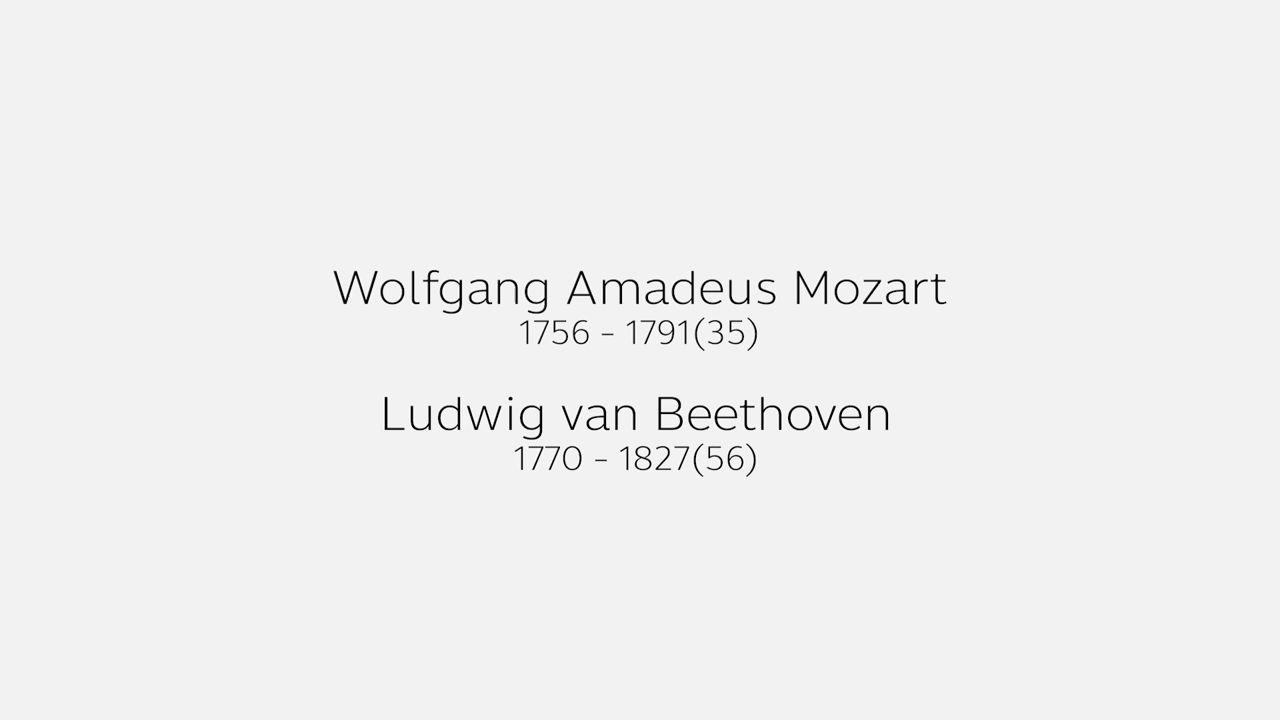 Wolfgang Amadeus Mozart
1756 - 1791(35)
Ludwig van Beethoven
1770 - 1827(56)